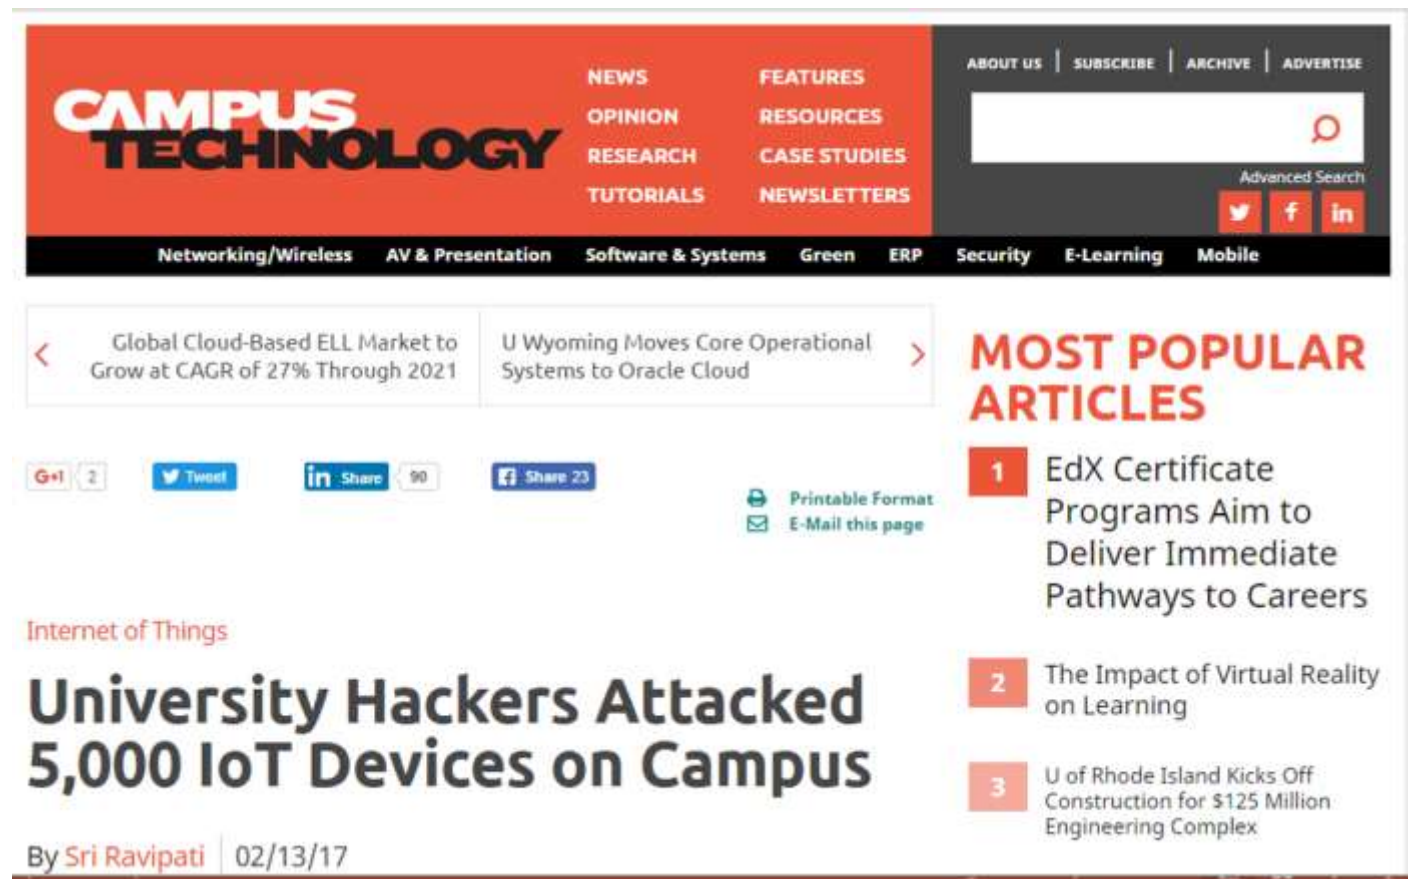 CAMPUS
TECHNOLOGY
NEWS
OPINION
RESEARCH
TUTORIALS
FEATURES
RESOURCES
CASE STUDIES
NEWSLETTERS
ABOUT US | SUBSCRIBE | ARCHIVE | ADVERTISE
Advanced Search
Networking/Wireless AV & Presentation Software & Systems Green ERP Security E-Learning Mobile
Global Cloud-Based ELL Market to
Grow at CAGR of 27% Through 2021
U Wyoming Moves Core Operational
Systems to Oracle Cloud
G+1 2 Tweet in Share 90 Share 23
Printable Format
E-Mail this page
Internet of Things
University Hackers Attacked
5,000 IoT Devices on Campus
By Sri Ravipati | 02/13/17
MOST POPULAR
ARTICLES
1 EdX Certificate
Programs Aim to
Deliver Immediate
Pathways to Careers
2 The Impact of Virtual Reality
on Learning
3 U of Rhode Island Kicks Off
Construction for $125 Million
Engineering Complex